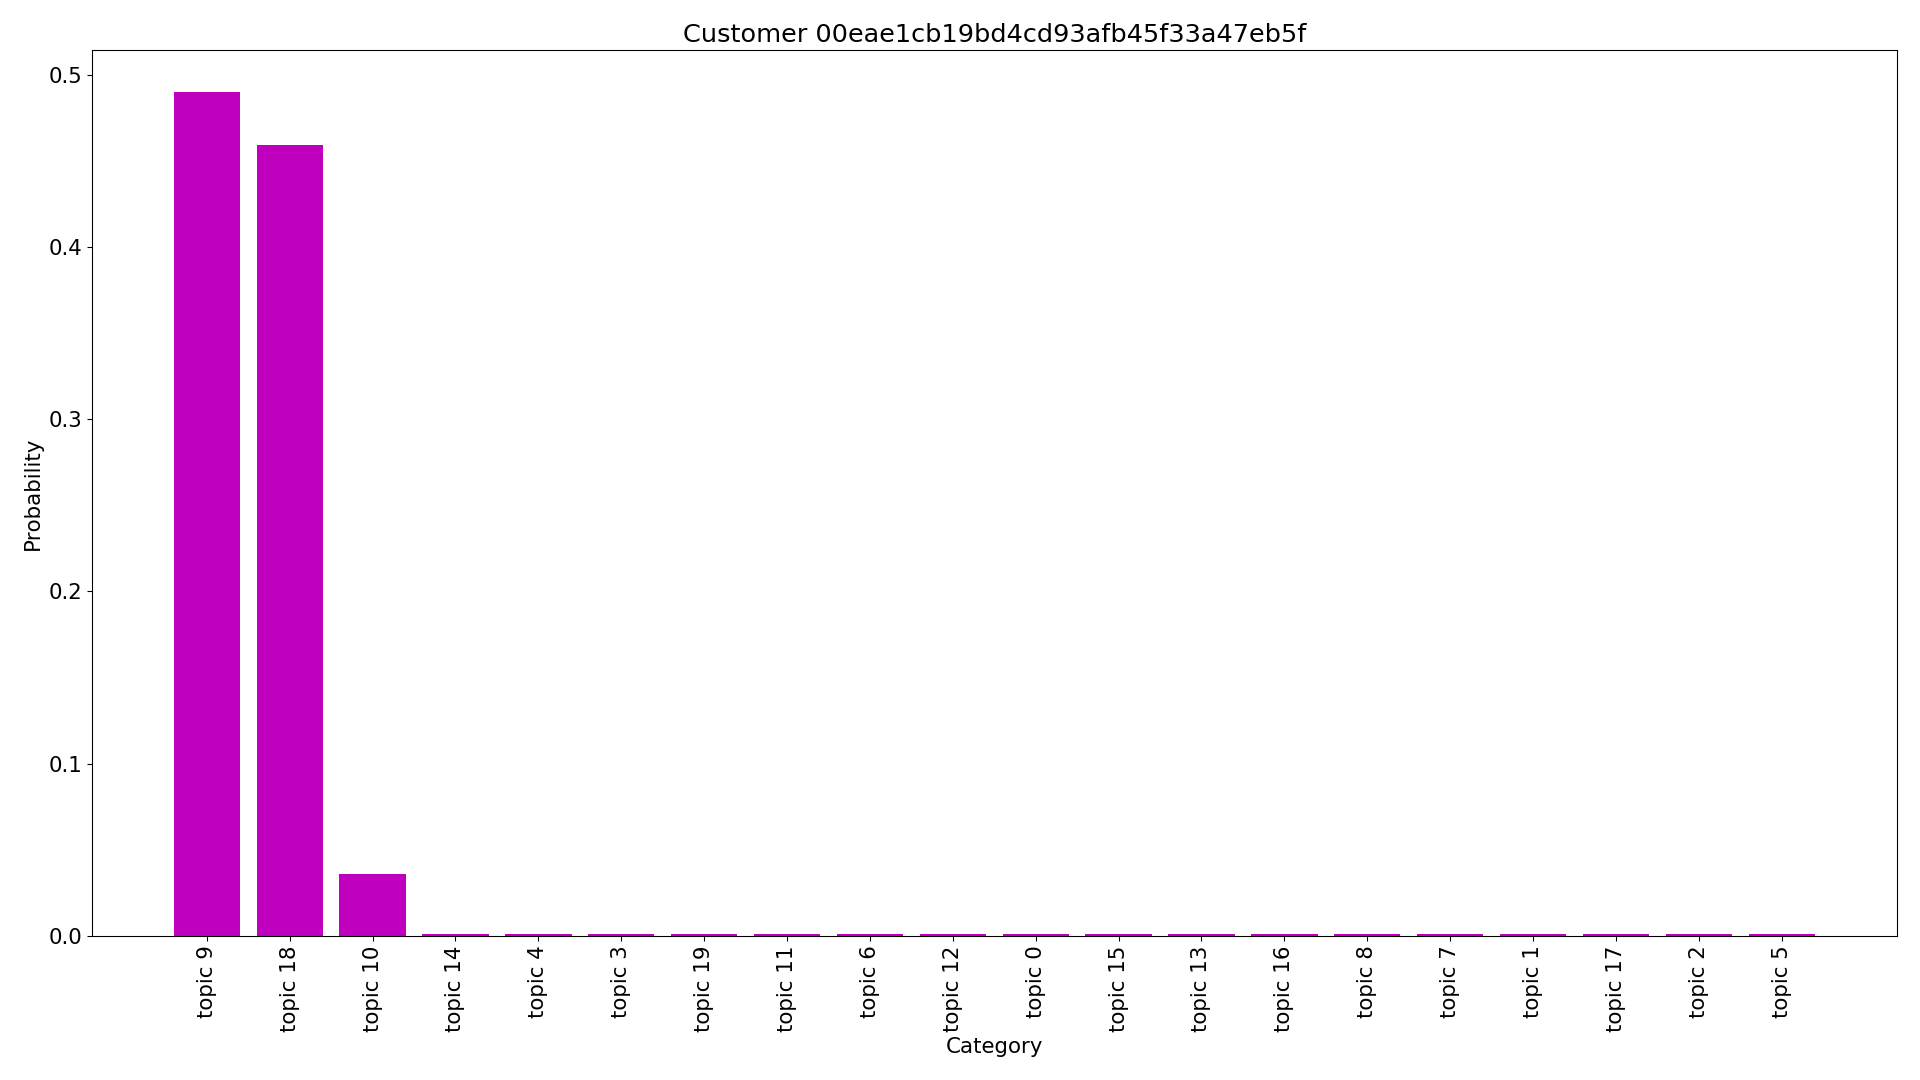 Customer 00eae1cb19bd4cd93afb45f33a47eb5f
Probability
0.5
0.4
0.3
0.2
0.1
0.0
topic 9
topic 18
topic 10
topic 14
topic 4
topic 3
topic 19
topic 11
topic 6
topic 12
topic 0
topic 15
topic 13
topic 16
topic 8
topic 7
topic 1
topic 17
topic 2
topic 5
Category